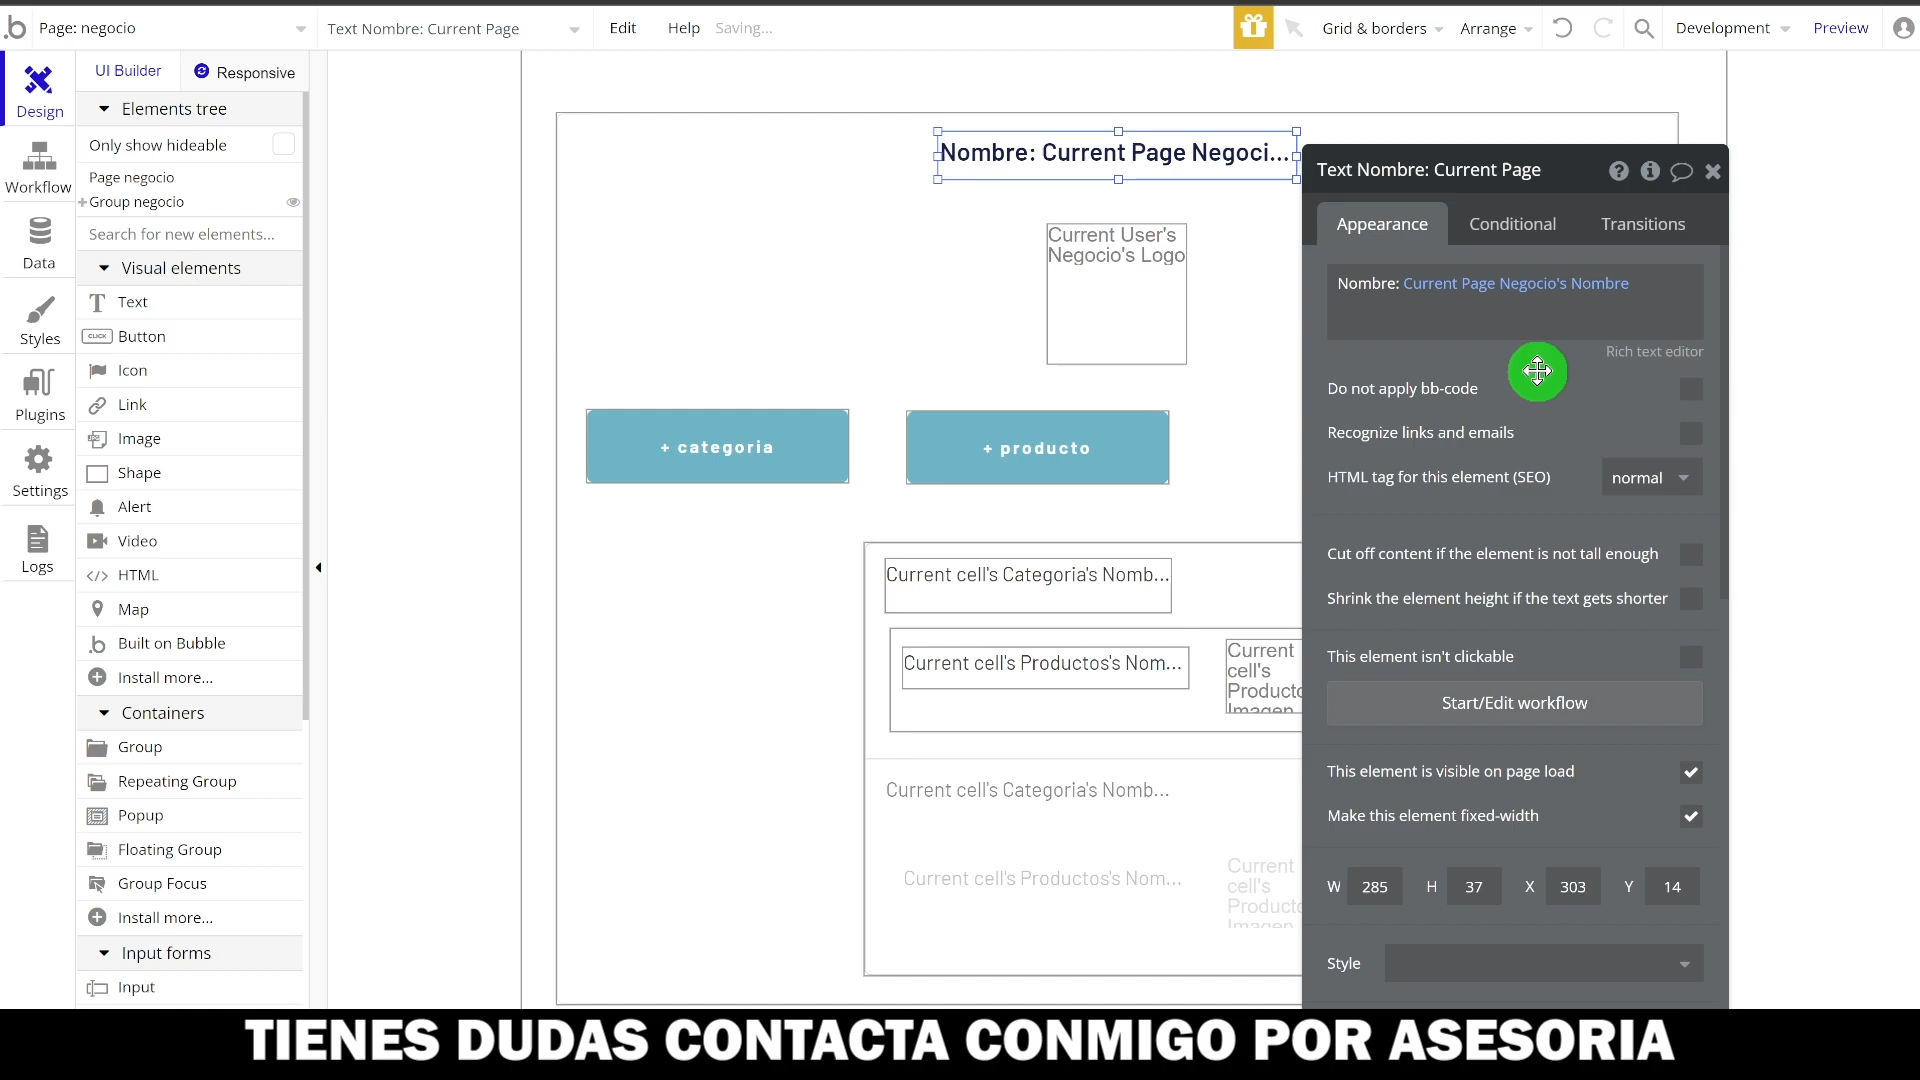 Page: negocio
Text Nombre: Current Page
Edit
Help
Saving...
Grid & borders
Arrange
Development
Preview
Design
Workflow
Data
Styles
Plugins
Settings
Logs
UI Builder
Responsive
Elements tree
Only show hideable
Page negocio
+ Group negocio
Search for new elements...
Visual elements
Text
CLICK Button
Icon
Link
Image
Shape
Alert
Video
</> HTML
Map
Built on Bubble
Install more...
Containers
Group
Repeating Group
Popup
Floating Group
Group Focus
Install more...
Input forms
Input
Nombre: Current Page Negoci...
Current User's
Negocio's Logo
+ categoria
+ producto
Current cell's Categoria's Nomb...
Current cell's Productos's Nom...
Current
cell's
Producto
Imagen
Current cell's Categoria's Nomb...
Current cell's Productos's Nom...
Current
cell's
Producto
Imagen
Text Nombre: Current Page
Appearance
Conditional
Transitions
Nombre: Current Page Negocio's Nombre
Rich text editor
Do not apply bb-code
Recognize links and emails
HTML tag for this element (SEO)
normal
Cut off content if the element is not tall enough
Shrink the element height if the text gets shorter
This element isn't clickable
Start/Edit workflow
This element is visible on page load
Make this element fixed-width
W 285 H 37 X 303 Y 14
Style
TIENES DUDAS CONTACTA CONMIGO POR ASESORIA